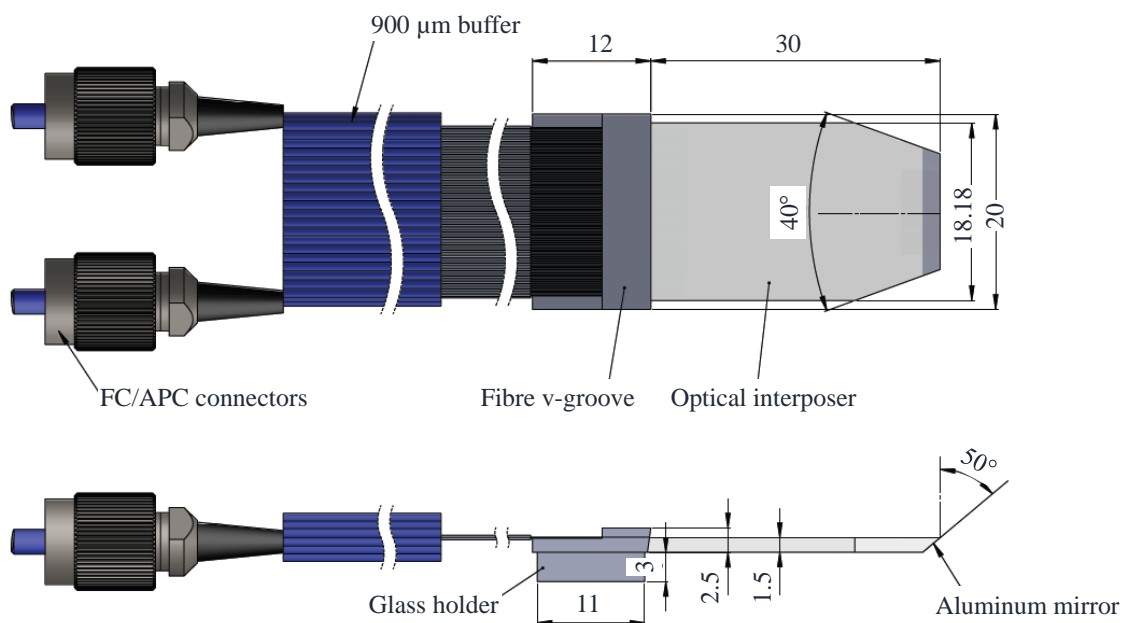 900 µm buffer
12
30
40°
18.18
20
FC/APC connectors
Fibre v-groove
Optical interposer
50°
3
2.5
1.5
Glass holder
11
Aluminum mirror